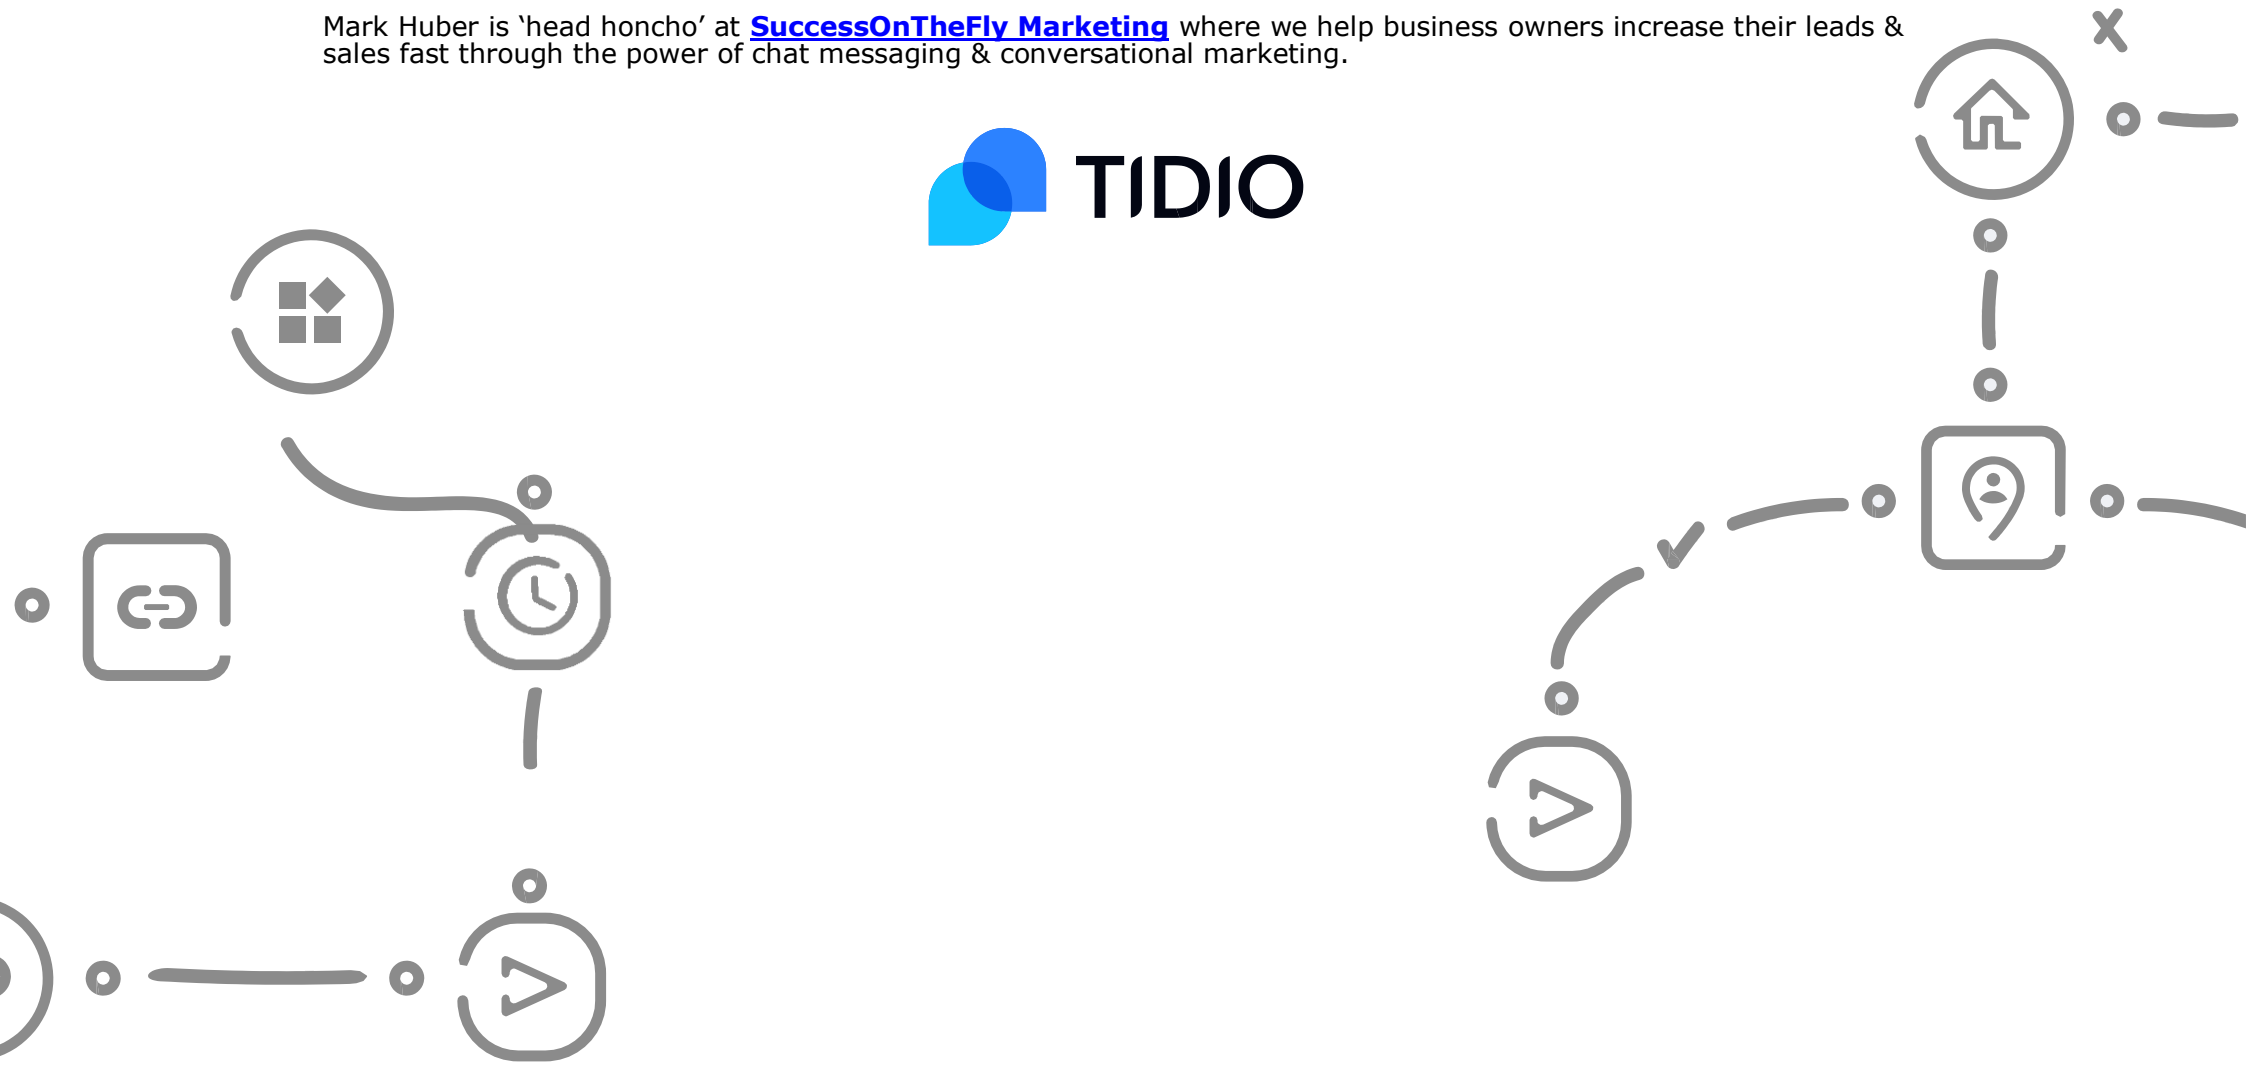 Mark Huber is ‘head honcho’ at SuccessOnTheFly Marketing where we help business owners increase their leads &
sales fast through the power of chat messaging & conversational marketing.
TIDIO